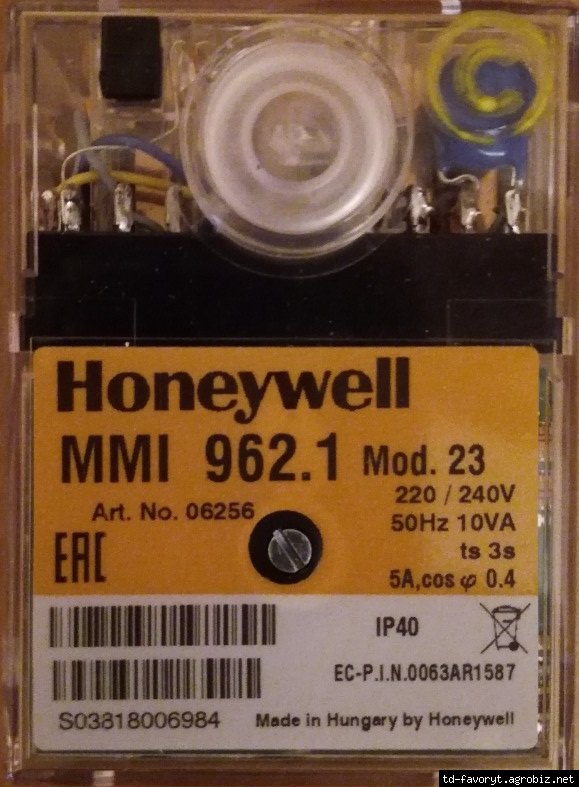 Honeywell
MMI 962.1 Mod. 23
Art. No. 06256
220 / 240V
50Hz 10VA
ts 3s
5A,cos φ 0.4
EAC
IP40
EC-P.I.N.0063AR1587
S03818006984 Made in Hungary by Honeywell
td-favoryt.agrobiz.net